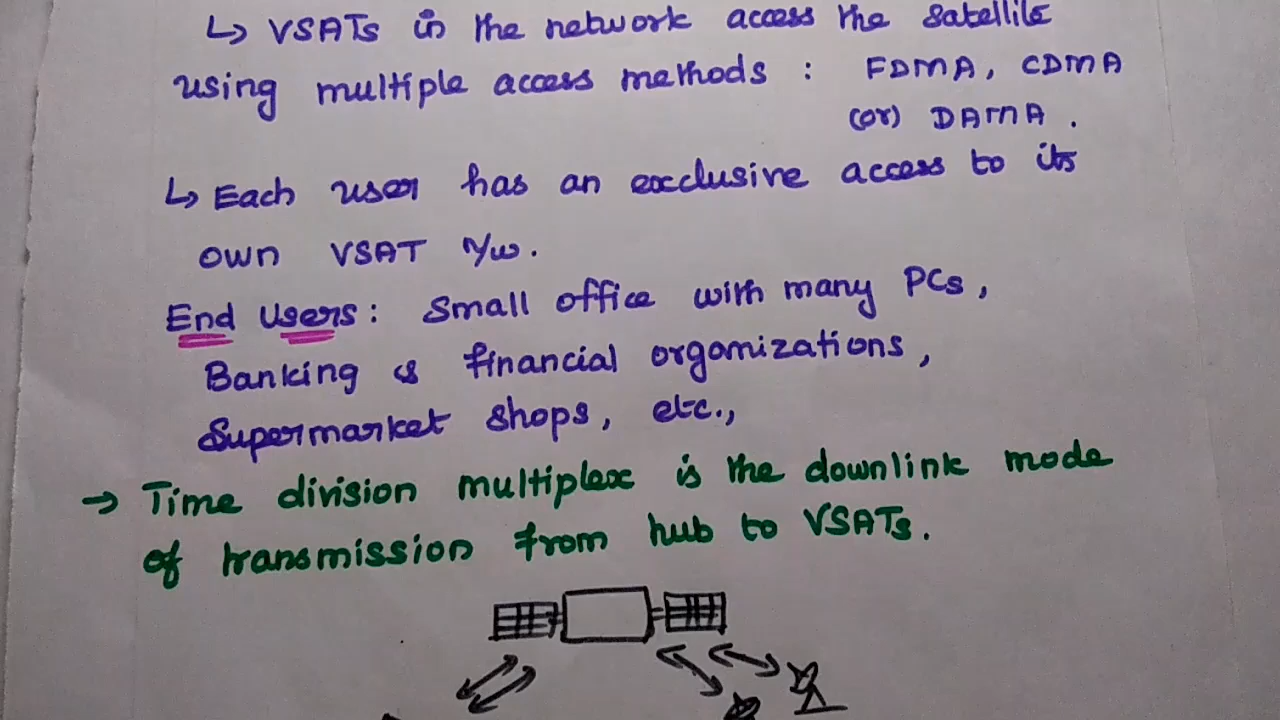 ↳ VSATs in the network access the satellite
using multiple access methods : FDMA, CDMA
(or) DAMA .
↳ Each user has an exclusive access to its
own VSAT n/w .
End Users : Small office with many PCs ,
Banking & financial organizations ,
Supermarket shops , etc.,
→ Time division multiplex is the downlink mode
of transmission from hub to VSATs .